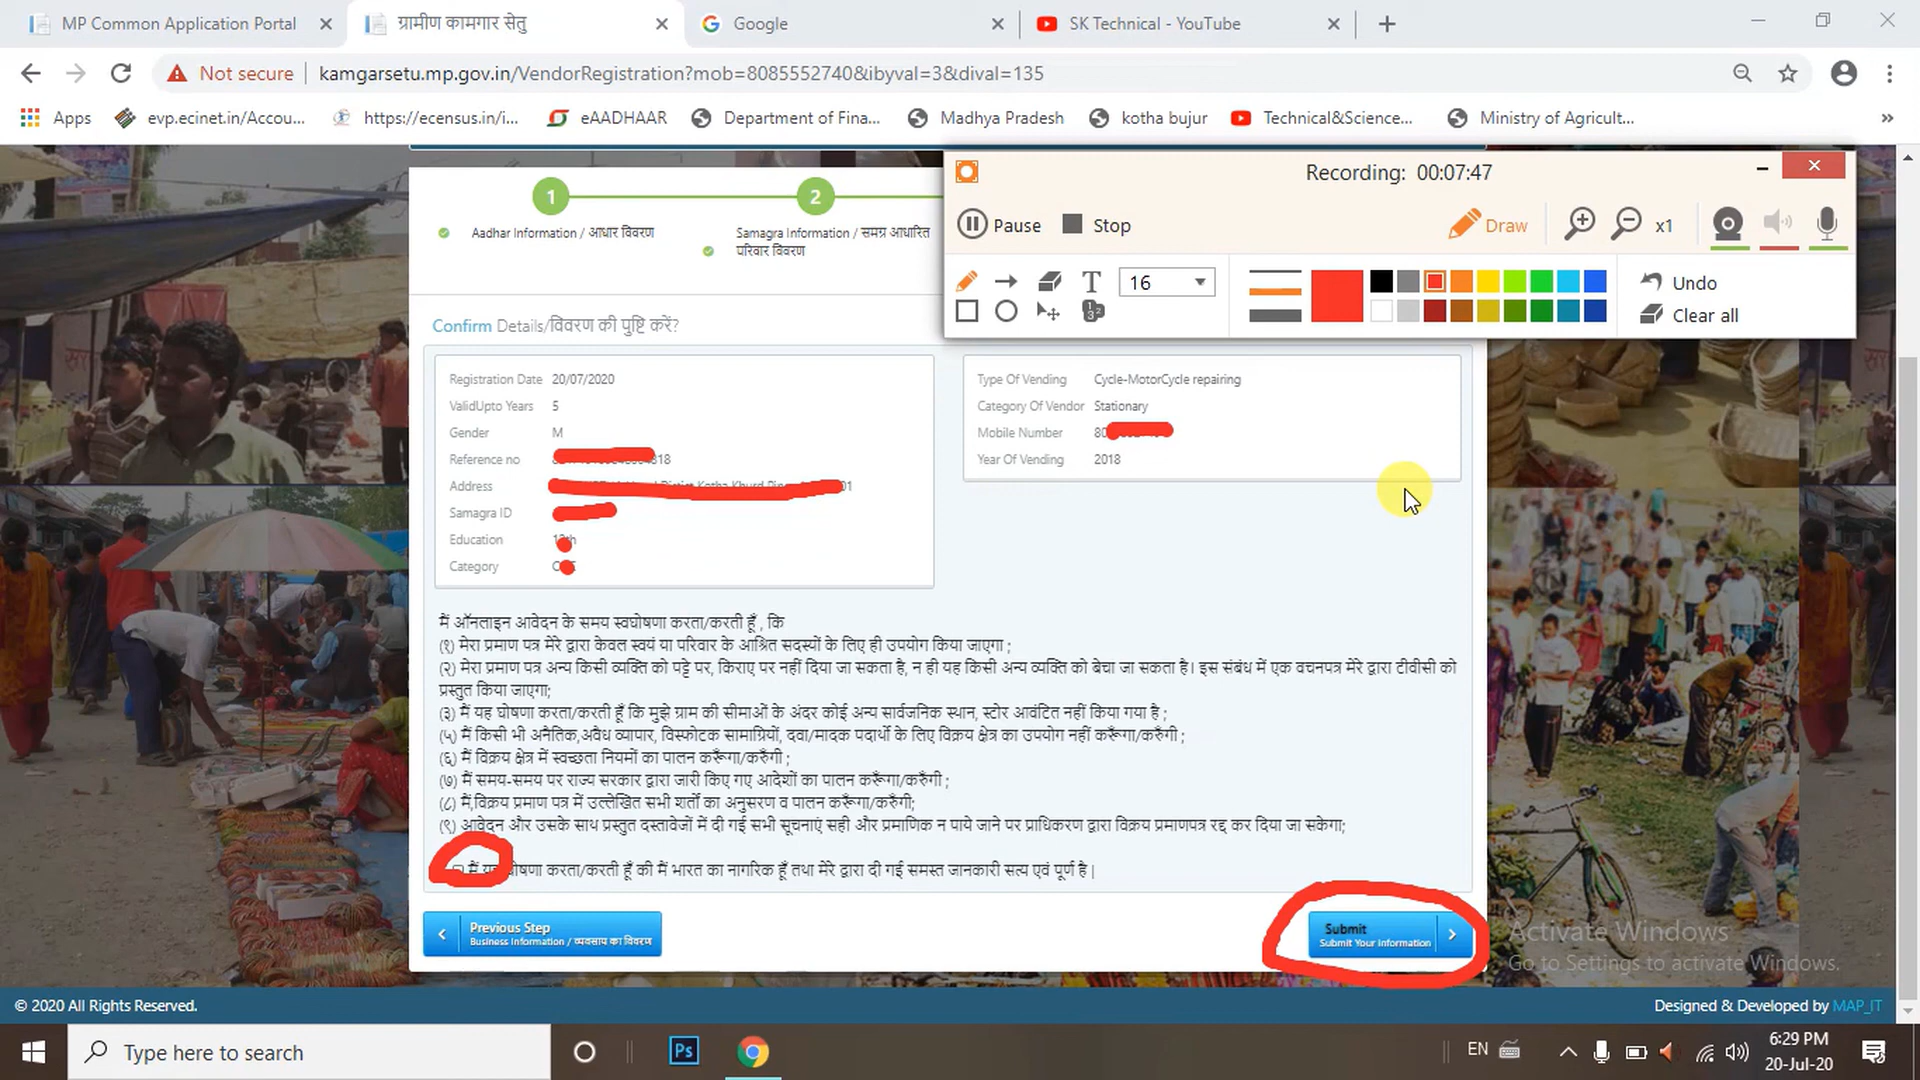 MP Common Application Portal
ग्रामीण कामगार सेतु
Google
SK Technical - YouTube
Not secure
kamgarsetu.mp.gov.in/VendorRegistration?mob=8085552740&ibyval=3&dival=135
Apps
evp.ecinet.in/Accou...
https://ecensus.in/i...
eAADHAAR
Department of Fina...
Madhya Pradesh
kotha bujur
Technical&Science...
Ministry of Agricult...
Recording: 00:07:47
Pause
Stop
Draw
x1
T
16
Undo
Clear all
1
2
Aadhar Information / आधार विवरण
Samagra Information / समग्र आधारित
परिवार विवरण
Confirm Details/विवरण की पुष्टि करें?
Registration Date 20/07/2020
ValidUpto Years 5
Gender M
Reference no
Address
Samagra ID
Education
Category
Type Of Vending Cycle-MotorCycle repairing
Category Of Vendor Stationary
Mobile Number
Year Of Vending 2018
मैं ऑनलाइन आवेदन के समय स्वघोषणा करता/करती हूँ , कि
(१) मेरा प्रमाण पत्र मेरे द्वारा केवल स्वयं या परिवार के आश्रित सदस्यों के लिए ही उपयोग किया जाएगा ;
(२) मेरा प्रमाण पत्र अन्य किसी व्यक्ति को पट्टे पर, किराए पर नहीं दिया जा सकता है, न ही यह किसी अन्य व्यक्ति को बेचा जा सकता है। इस संबंध में एक वचनपत्र मेरे द्वारा टीवीसी को
प्रस्तुत किया जाएगा;
(३) मैं यह घोषणा करता/करती हूँ कि मुझे ग्राम की सीमाओं के अंदर कोई अन्य सार्वजनिक स्थान, स्टोर आवंटित नहीं किया गया है ;
(५) मैं किसी भी अनैतिक,अवैध व्यापार, विस्फोटक सामाग्रियों, दवा/मादक पदार्थो के लिए विक्रय क्षेत्र का उपयोग नहीं करूँगा/करुँगी ;
(६) मैं विक्रय क्षेत्र में स्वच्छता नियमों का पालन करूँगा/करुँगी ;
(७) मैं समय-समय पर राज्य सरकार द्वारा जारी किए गए आदेशों का पालन करूँगा/करुँगी ;
(८) मैं,विक्रय प्रमाण पत्र में उल्लेखित सभी शर्तो का अनुसरण व पालन करूँगा/करुँगी;
(९) आवेदन और उसके साथ प्रस्तुत दस्तावेजों में दी गई सभी सूचनाएं सही और प्रमाणिक न पाये जाने पर प्राधिकरण द्वारा विक्रय प्रमाणपत्र रद्द कर दिया जा सकेगा;
मैं यह घोषणा करता/करती हूँ की मैं भारत का नागरिक हूँ तथा मेरे द्वारा दी गई समस्त जानकारी सत्य एवं पूर्ण है |
Previous Step
Business Information / व्यवसाय का विवरण
Submit
Submit Your Information
Activate Windows
Go to Settings to activate Windows.
© 2020 All Rights Reserved.
Designed & Developed by MAP_IT
Type here to search
Ps
EN
6:29 PM
20-Jul-20